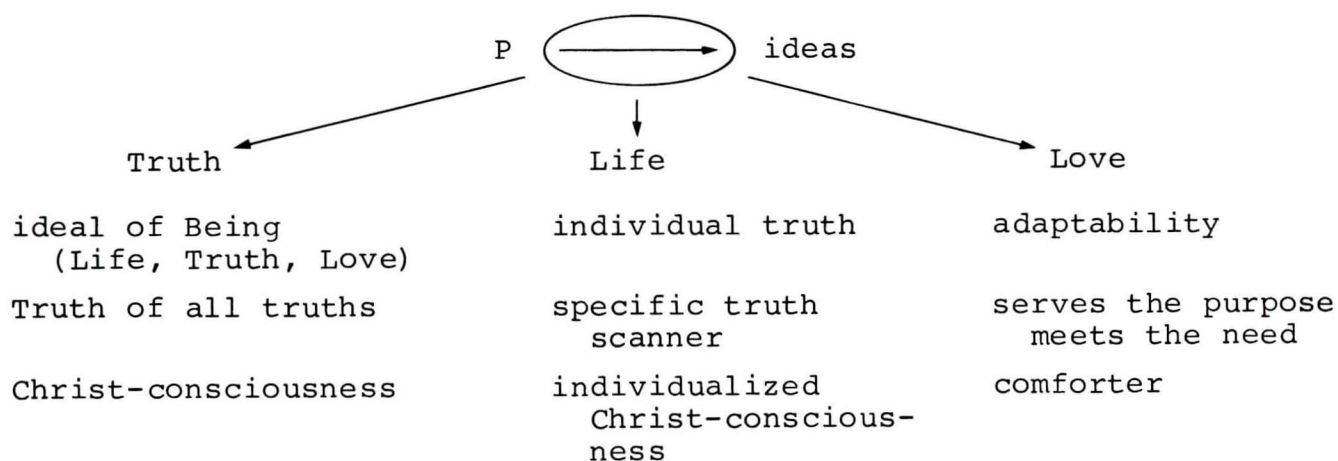 P ideas
Truth Life Love
ideal of Being individual truth adaptability
(Life, Truth, Love)
Truth of all truths specific truth serves the purpose
scanner meets the need
Christ-consciousness individualized comforter
Christ-conscious-
ness